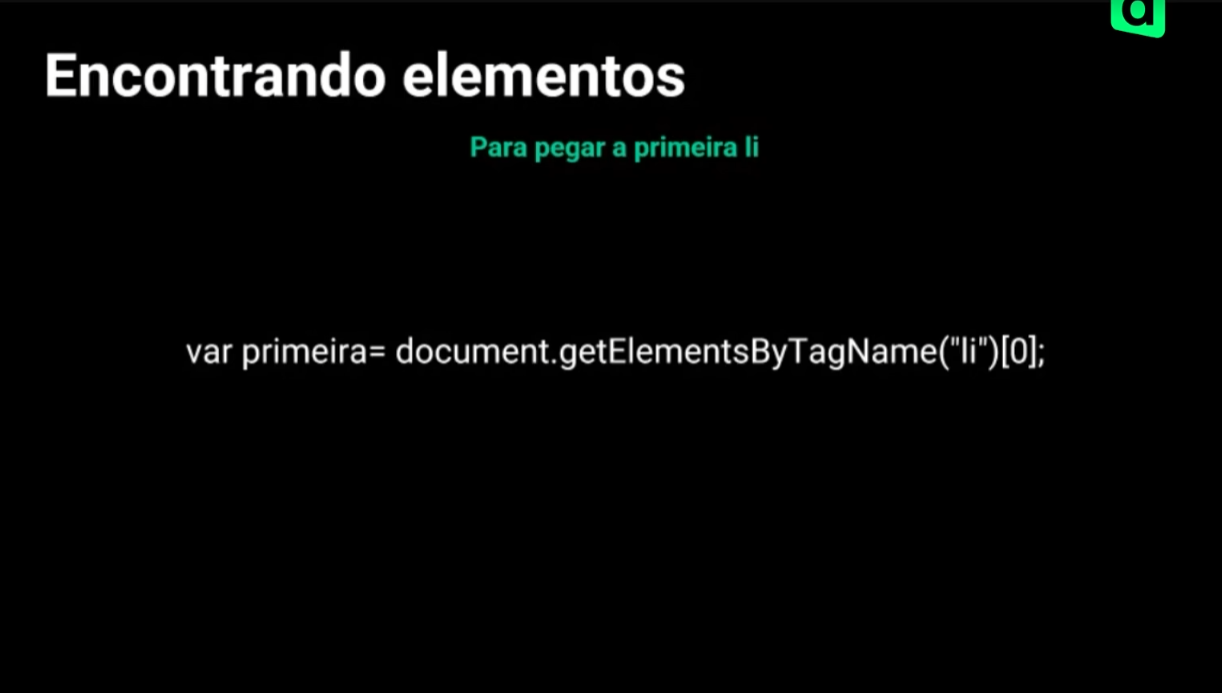 Encontrando elementos
Para pegar a primeira li
var primeira= document.getElementsByTagName("li")[0];